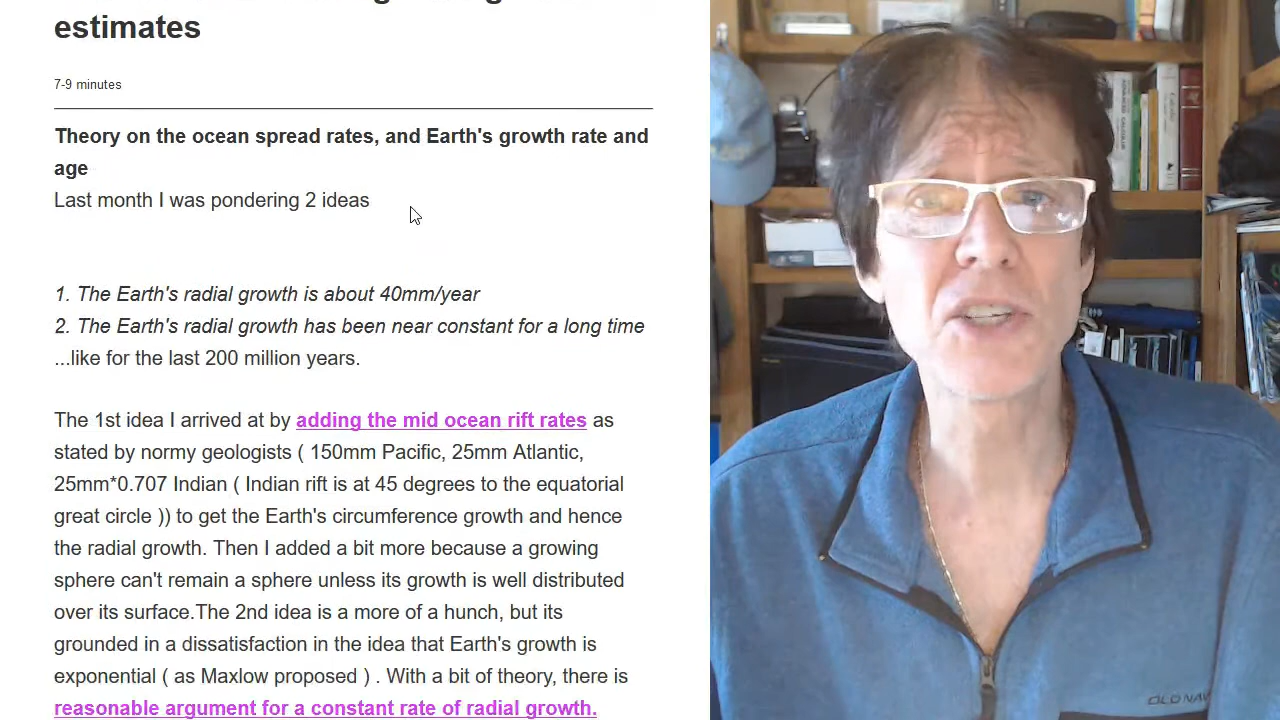 estimates
7-9 minutes
Theory on the ocean spread rates, and Earth's growth rate and
age
Last month I was pondering 2 ideas
1. The Earth's radial growth is about 40mm/year
2. The Earth's radial growth has been near constant for a long time
...like for the last 200 million years.
The 1st idea I arrived at by adding the mid ocean rift rates as
stated by normy geologists ( 150mm Pacific, 25mm Atlantic,
25mm*0.707 Indian ( Indian rift is at 45 degrees to the equatorial
great circle )) to get the Earth's circumference growth and hence
the radial growth. Then I added a bit more because a growing
sphere can't remain a sphere unless its growth is well distributed
over its surface.The 2nd idea is a more of a hunch, but its
grounded in a dissatisfaction in the idea that Earth's growth is
exponential ( as Maxlow proposed ) . With a bit of theory, there is
reasonable argument for a constant rate of radial growth.
ADVANCED CALCULUS
OLD NAV